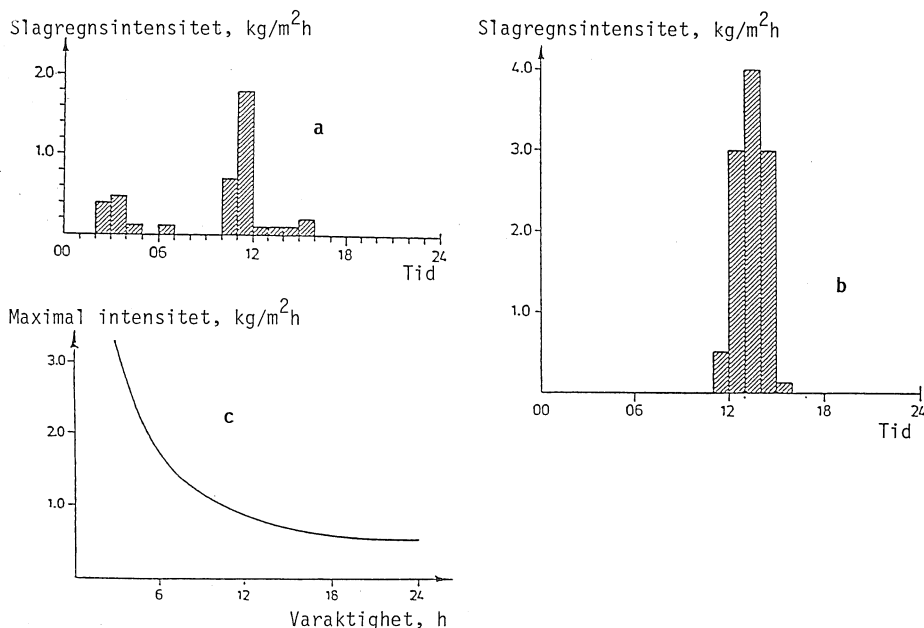 Slagregnsintensitet, kg/m²h
2.0
1.0
a
00 06 12 18 24
Tid
Slagregnsintensitet, kg/m²h
4.0
3.0
2.0
1.0
b
00 06 12 18 24
Tid
Maximal intensitet, kg/m²h
3.0
2.0
1.0
c
6 12 18 24
Varaktighet, h